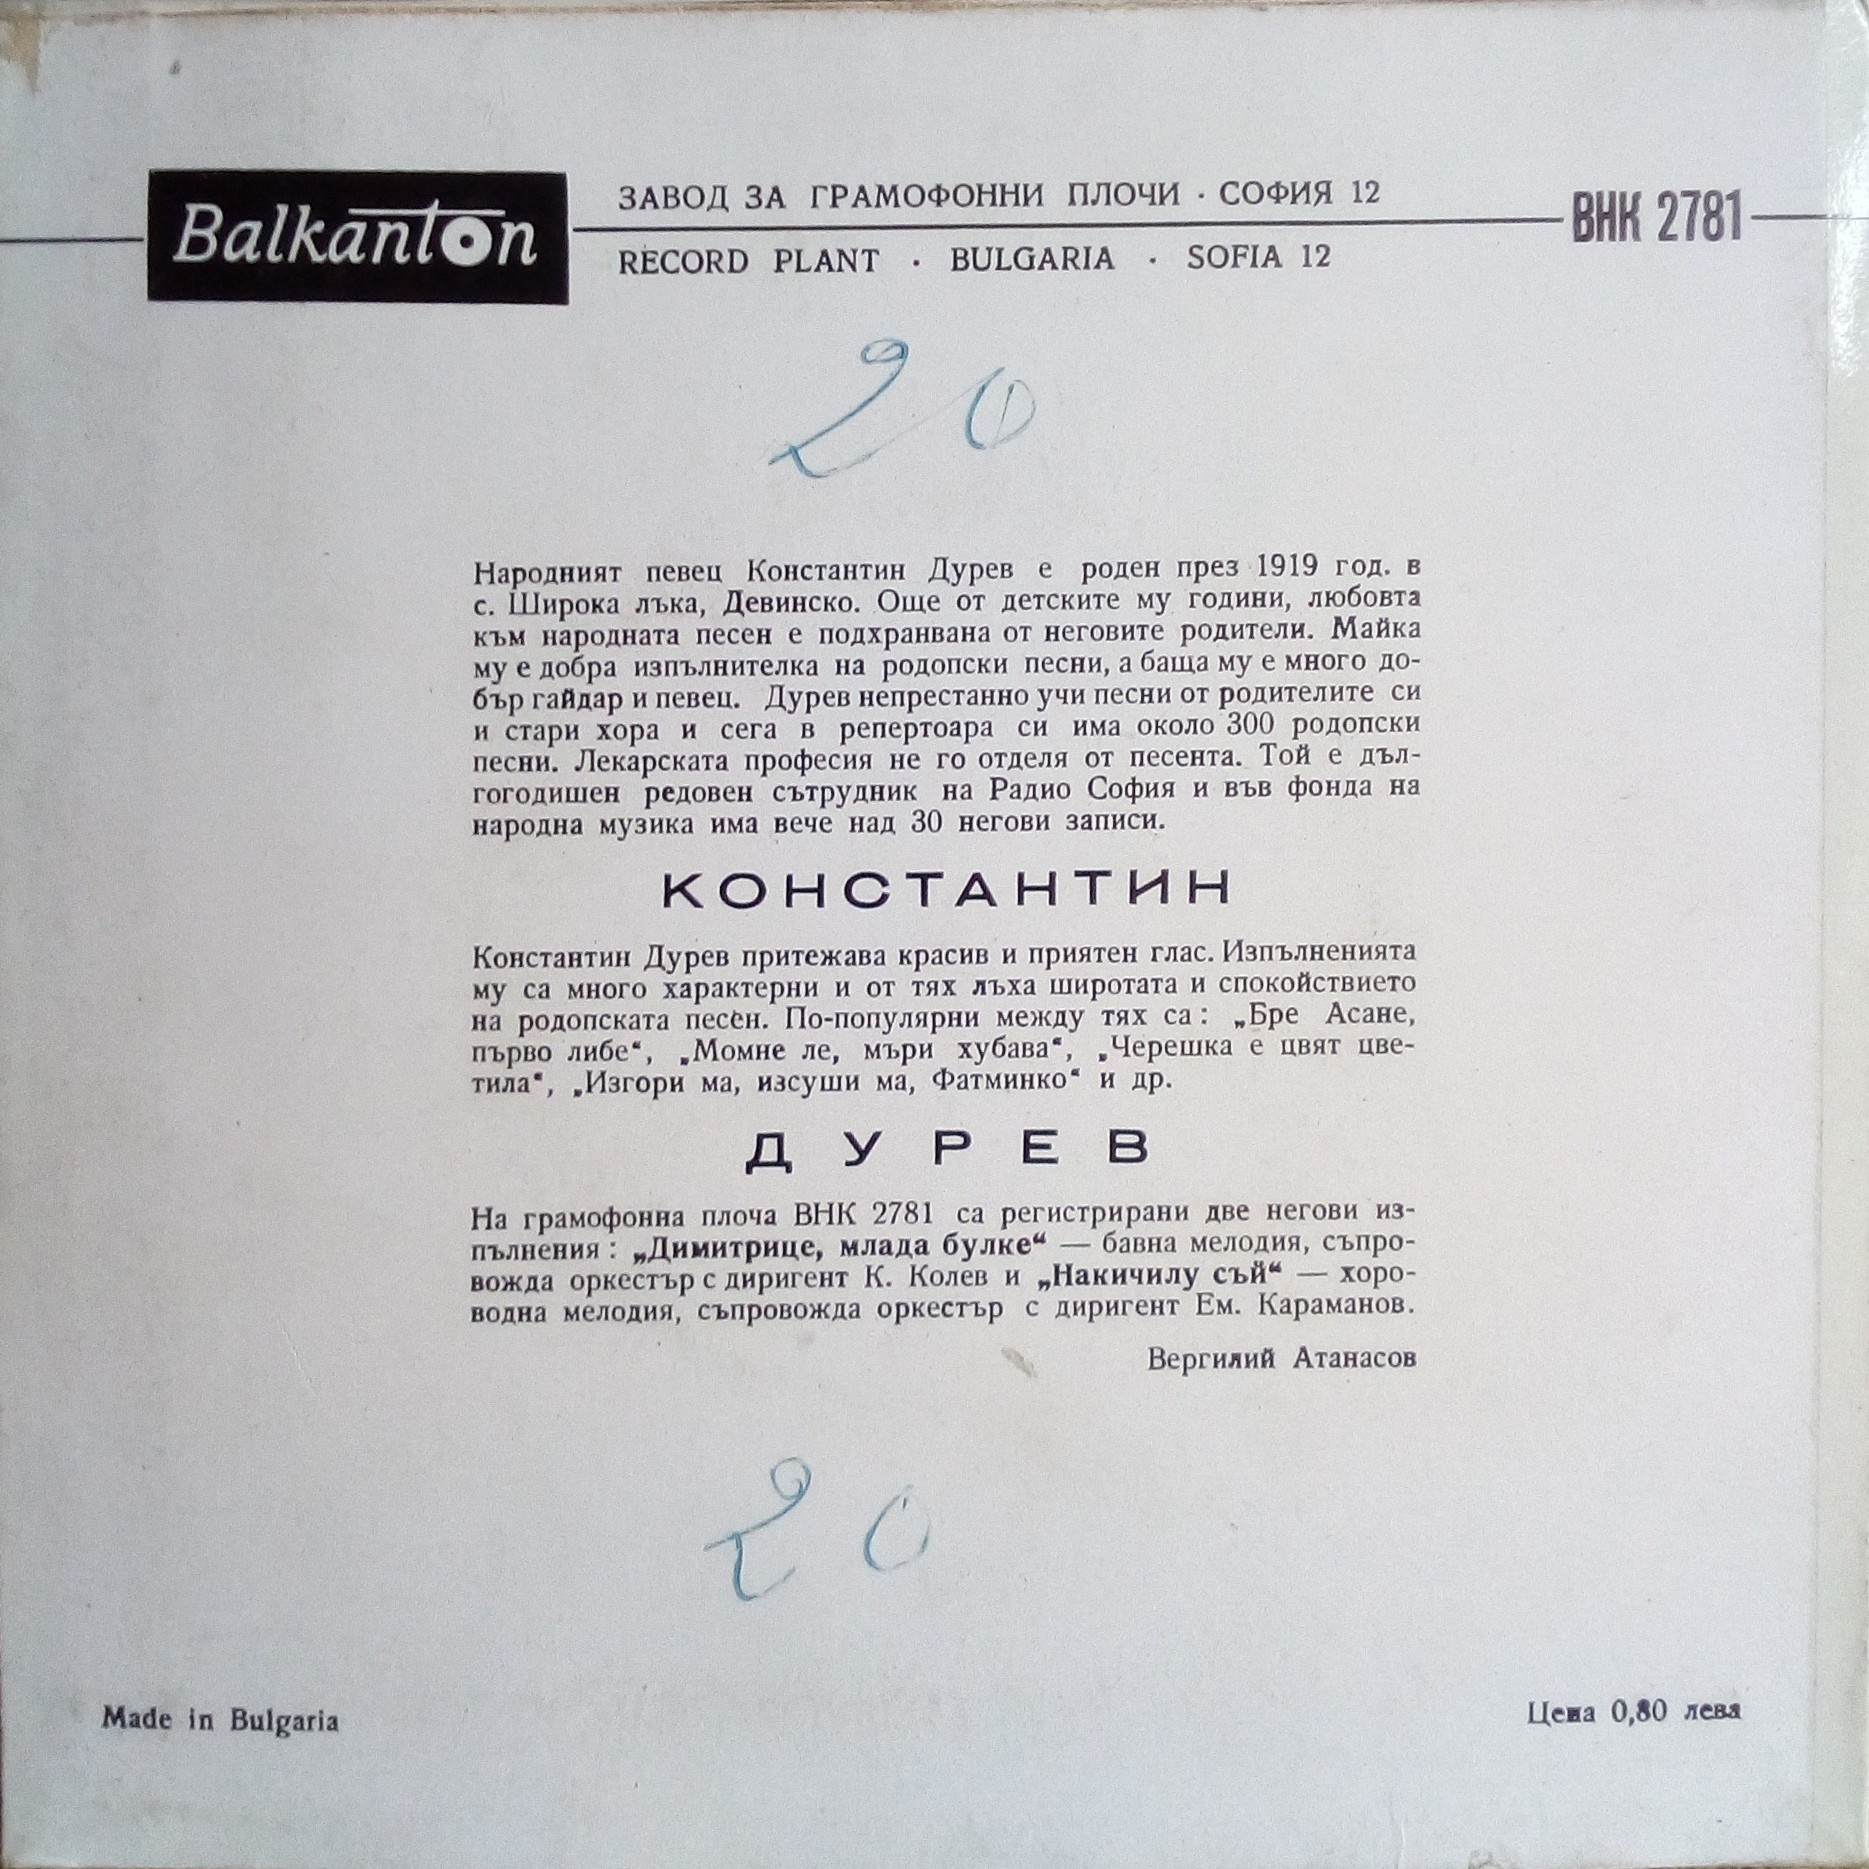 Balkanton
ЗАВОД ЗА ГРАМОФОННИ ПЛОЧИ · СОФИЯ 12
RECORD PLANT · BULGARIA · SOFIA 12
ВНК 2781
20
Народният певец Константин Дурев е роден през 1919 год. в
с. Широка лъка, Девинско. Още от детските му години, любовта
към народната песен е подхранвана от неговите родители. Майка
му е добра изпълнителка на родопски песни, а баща му е много до-
бър гайдар и певец. Дурев непрестанно учи песни от родителите си
и стари хора и сега в репертоара си има около 300 родопски
песни. Лекарската професия не го отделя от песента. Той е дъл-
гогодишен редовен сътрудник на Радио София и във фонда на
народна музика има вече над 30 негови записи.
КОНСТАНТИН
Константин Дурев притежава красив и приятен глас. Изпълненията
му са много характерни и от тях лъха широтата и спокойствието
на родопската песен. По-популярни между тях са: „Бре Асане,
първо либе“, „Момне ле, мъри хубава“, „Черешка е цвят цве-
тила“, „Изгори ма, изсуши ма, Фатминко“ и др.
ДУРЕВ
На грамофонна плоча ВНК 2781 са регистрирани две негови из-
пълнения: „Димитрице, млада булке“ — бавна мелодия, съпро-
вожда оркестър с диригент К. Колев и „Накичилу съй“ — хоро-
водна мелодия, съпровожда оркестър с диригент Ем. Караманов.
Вергилий Атанасов
20
Made in Bulgaria
Цена 0,80 лева